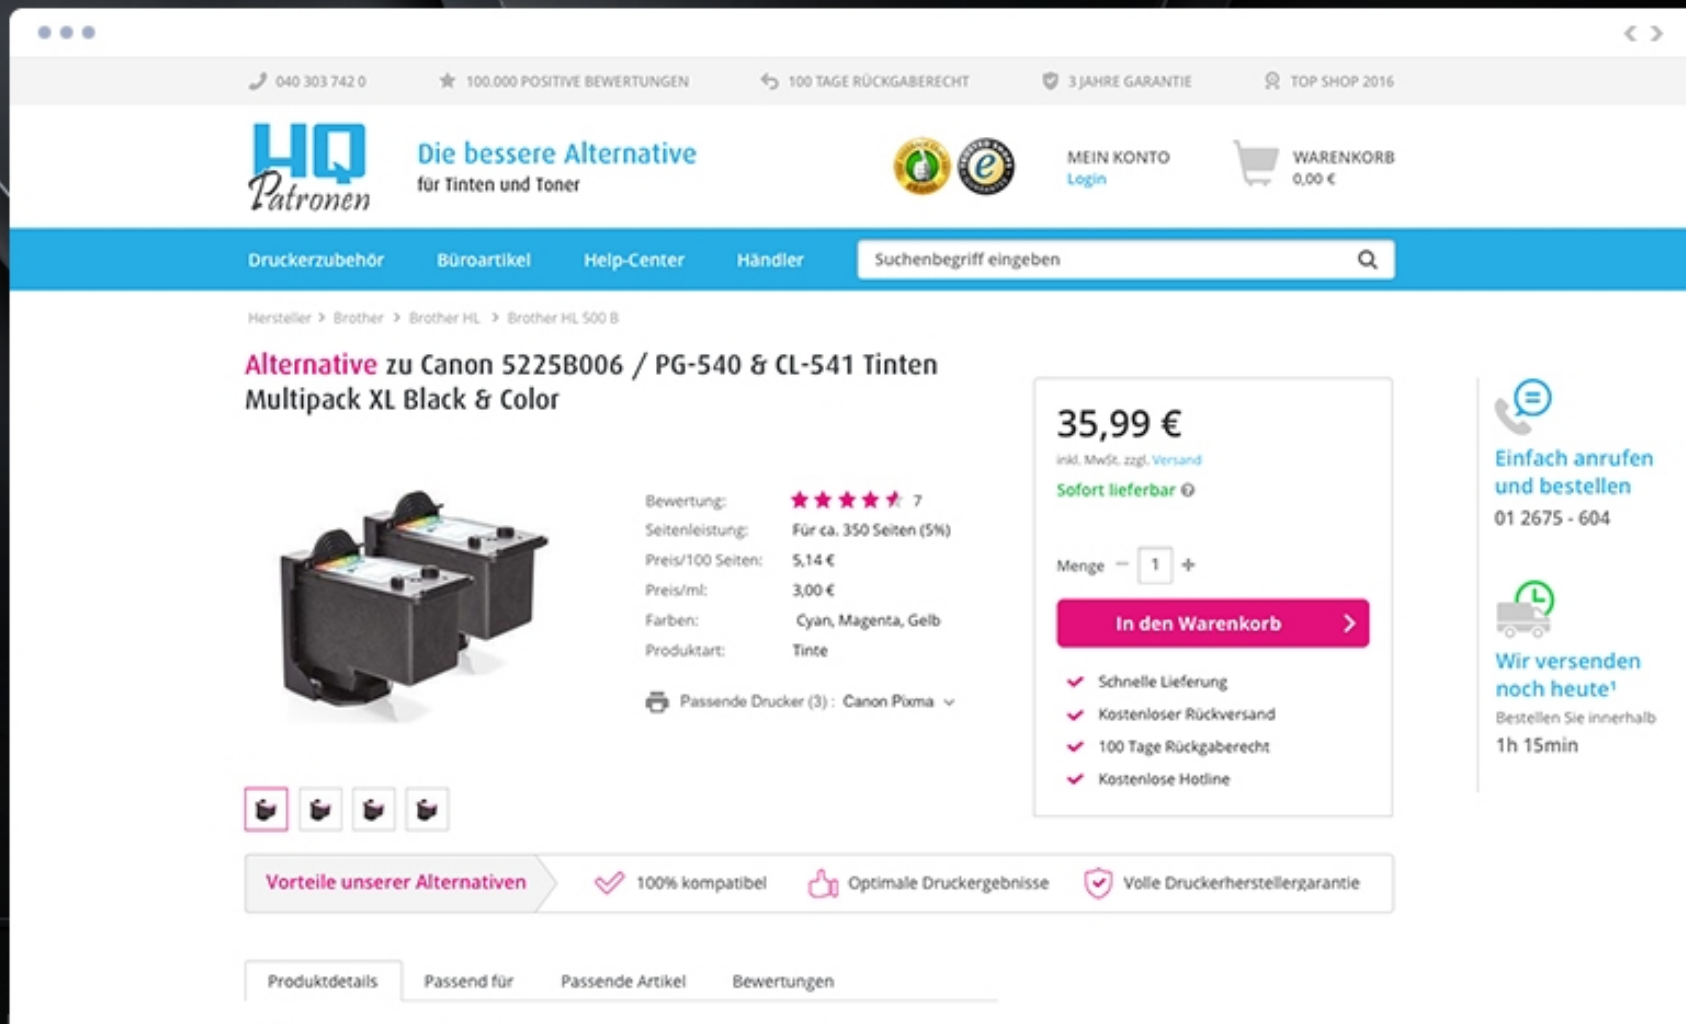 040 303 742 0
100.000 POSITIVE BEWERTUNGEN
100 TAGE RÜCKGABERECHT
3 JAHRE GARANTIE
TOP SHOP 2016
HQ
Patronen
Die bessere Alternative
für Tinten und Toner
MEIN KONTO
Login
WARENKORB
0,00 €
Druckerzubehör
Büroartikel
Help-Center
Händler
Suchenbegriff eingeben
Hersteller > Brother > Brother HL > Brother HL 500 B
Alternative zu Canon 5225B006 / PG-540 & CL-541 Tinten
Multipack XL Black & Color
Bewertung: 7
Seitenleistung: Für ca. 350 Seiten (5%)
Preis/100 Seiten: 5,14 €
Preis/ml: 3,00 €
Farben: Cyan, Magenta, Gelb
Produktart: Tinte
Passende Drucker (3) : Canon Pixma
35,99 €
inkl. MwSt. zzgl. Versand
Sofort lieferbar
Menge − 1 +
In den Warenkorb
Schnelle Lieferung
Kostenloser Rückversand
100 Tage Rückgaberecht
Kostenlose Hotline
Einfach anrufen
und bestellen
01 2675 - 604
Wir versenden
noch heute¹
Bestellen Sie innerhalb
1h 15min
Vorteile unserer Alternativen
100% kompatibel
Optimale Druckergebnisse
Volle Druckerherstellergarantie
Produktdetails
Passend für
Passende Artikel
Bewertungen